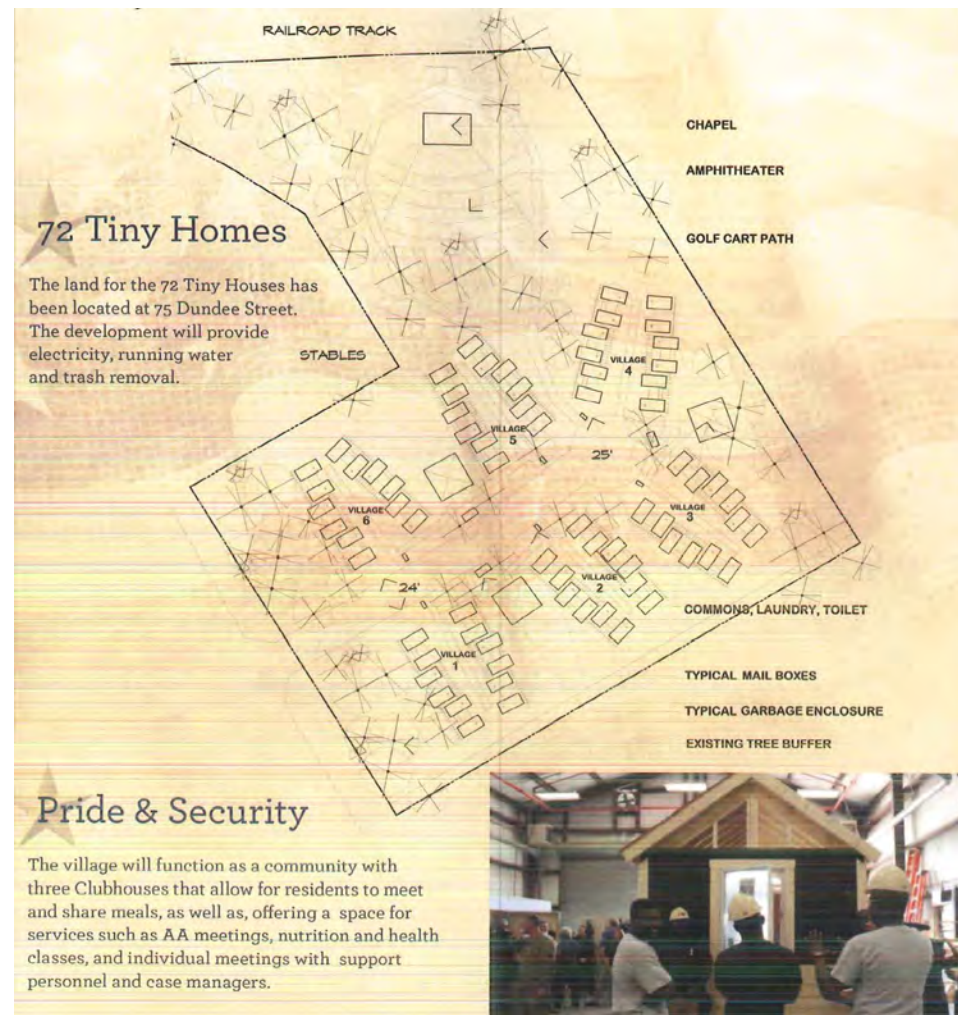 RAILROAD TRACK
CHAPEL
AMPHITHEATER
GOLF CART PATH
72 Tiny Homes
The land for the 72 Tiny Houses has
been located at 75 Dundee Street.
The development will provide
electricity, running water
and trash removal.
STABLES
VILLAGE
4
VILLAGE
5
25'
VILLAGE
6
VILLAGE
3
VILLAGE
2
24'
COMMONS, LAUNDRY, TOILET
VILLAGE
1
TYPICAL MAIL BOXES
TYPICAL GARBAGE ENCLOSURE
EXISTING TREE BUFFER
Pride & Security
The village will function as a community with
three Clubhouses that allow for residents to meet
and share meals, as well as, offering a space for
services such as AA meetings, nutrition and health
classes, and individual meetings with support
personnel and case managers.